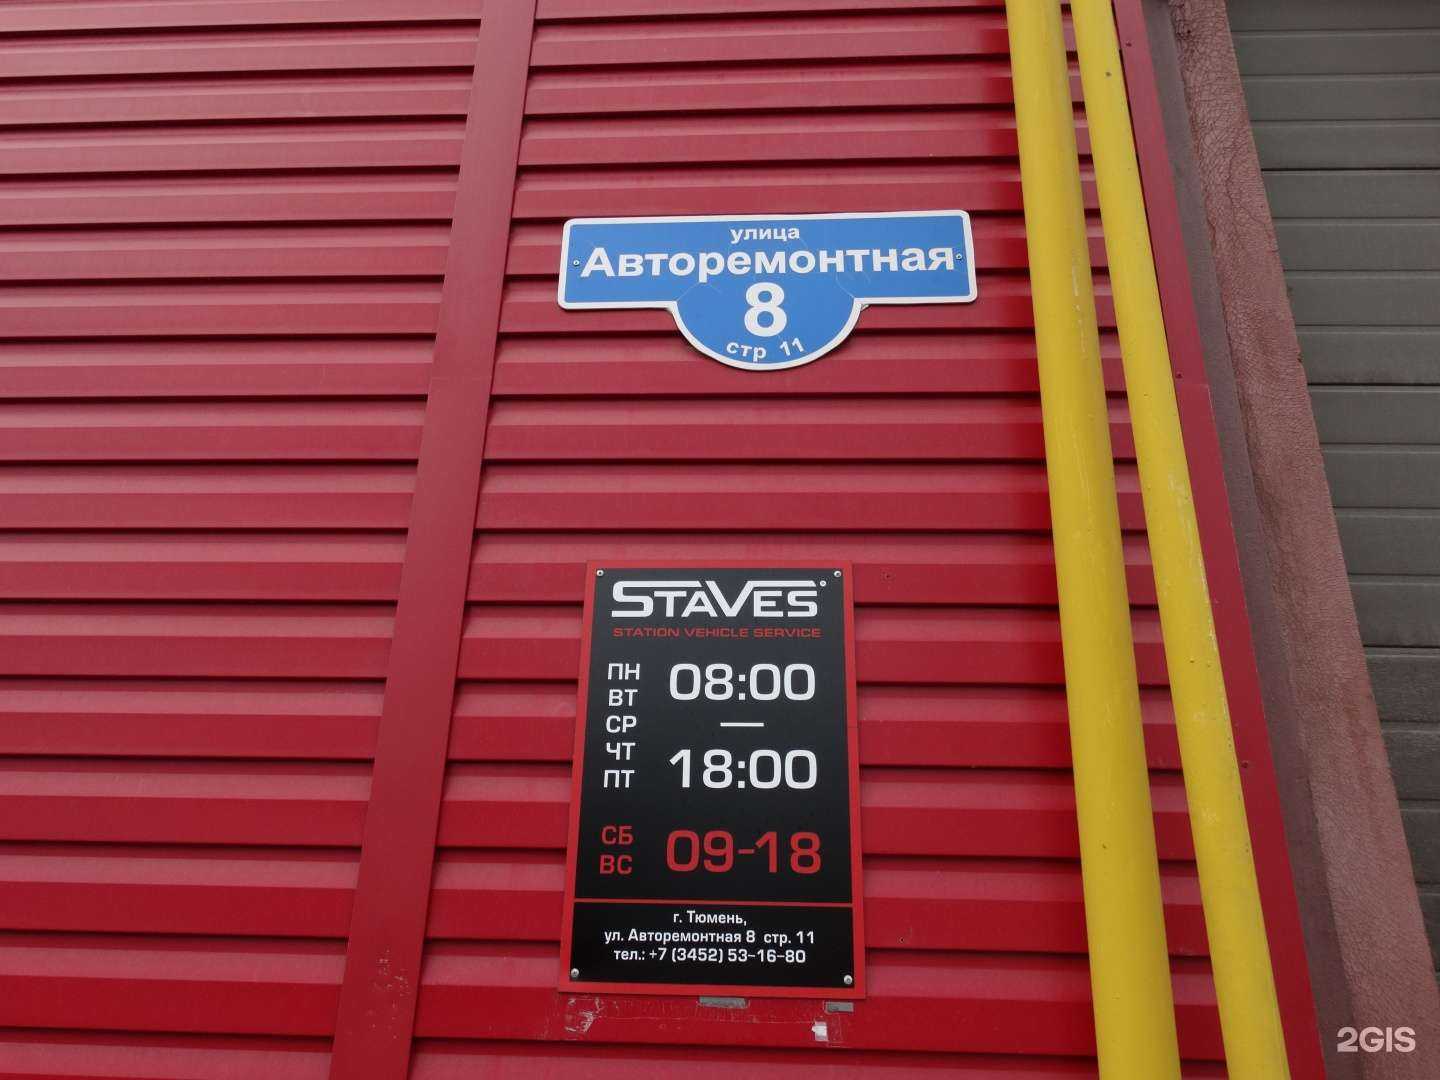 улица
Авторемонтная
8
стр 11
STAVES
STATION VEHICLE SERVICE
ПН
ВТ
СР
ЧТ
ПТ
08:00
—
18:00
СБ
ВС
09-18
г. Тюмень,
ул. Авторемонтная 8 стр. 11
тел.: +7 (3452) 53-16-80
2GIS